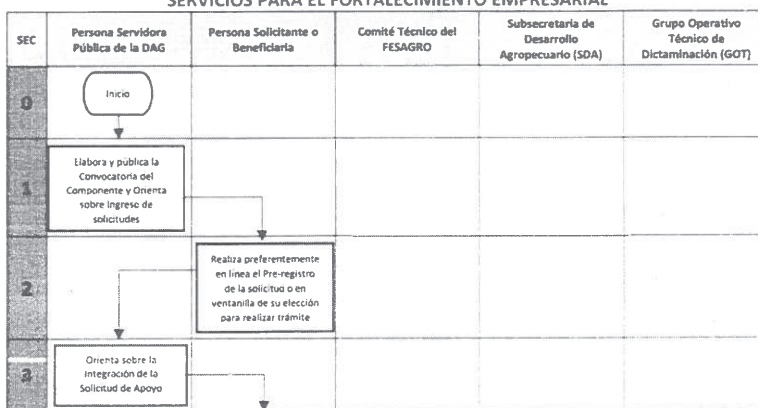 SERVICIOS PARA EL FORTALECIMIENTO EMPRESARIAL
SEC
Persona Servidora
Pública de la DAG
Persona Solicitante o
Beneficiaria
Comité Técnico del
FESAGRO
Subsecretaria de
Desarrollo
Agropecuario (SDA)
Grupo Operativo
Técnico de
Dictaminación (GOT)
0
Inicio
1
Elabora y pública la
Convocatoria del
Componente y Orienta
sobre Ingreso de
solicitudes
2
Realiza preferentemente
en línea el Pre-registro
de la solicitud o en
ventanilla de su elección
para realizar trámite
3
Orienta sobre la
Integración de la
Solicitud de Apoyo